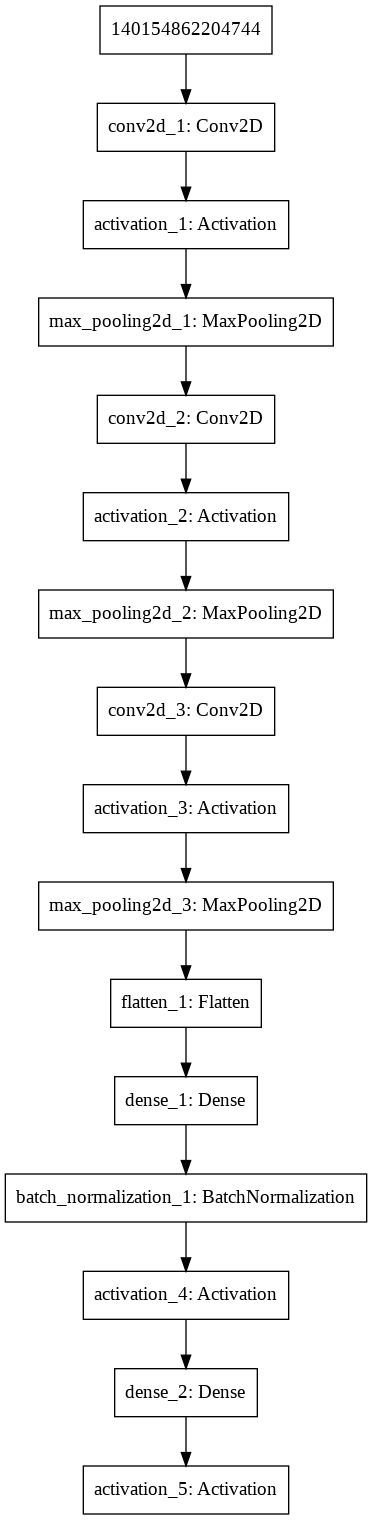 140154862204744
conv2d_1: Conv2D
activation_1: Activation
max_pooling2d_1: MaxPooling2D
conv2d_2: Conv2D
activation_2: Activation
max_pooling2d_2: MaxPooling2D
conv2d_3: Conv2D
activation_3: Activation
max_pooling2d_3: MaxPooling2D
flatten_1: Flatten
dense_1: Dense
batch_normalization_1: BatchNormalization
activation_4: Activation
dense_2: Dense
activation_5: Activation